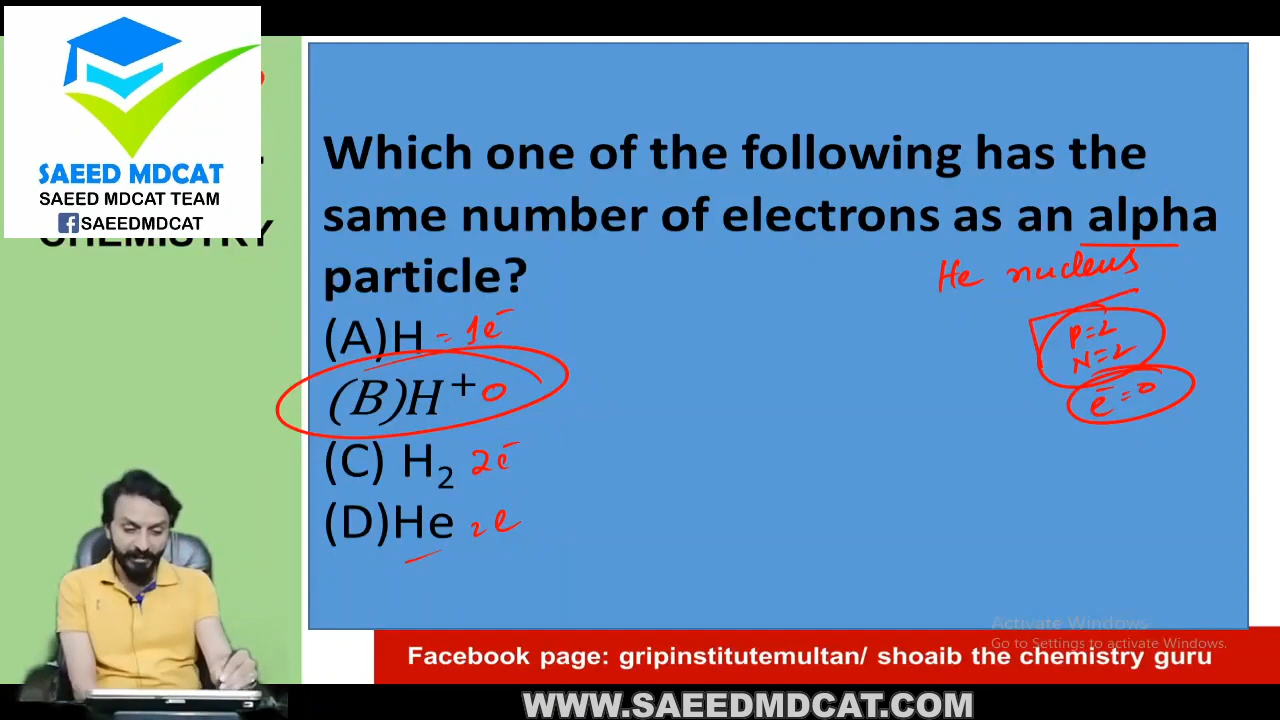 SAEED MDCAT
SAEED MDCAT TEAM
SAEEDMDCAT
CHEMISTRY
Which one of the following has the
same number of electrons as an alpha
particle?
He nucleus
P=2
N=2
e⁻=0
(A)H = 1e⁻
(B)H⁺ 0
(C) H₂ 2e⁻
(D)He 2e
Activate Windows
Go to Settings to activate Windows.
Facebook page: gripinstitutemultan/ shoaib the chemistry guru
WWW.SAEEDMDCAT.COM